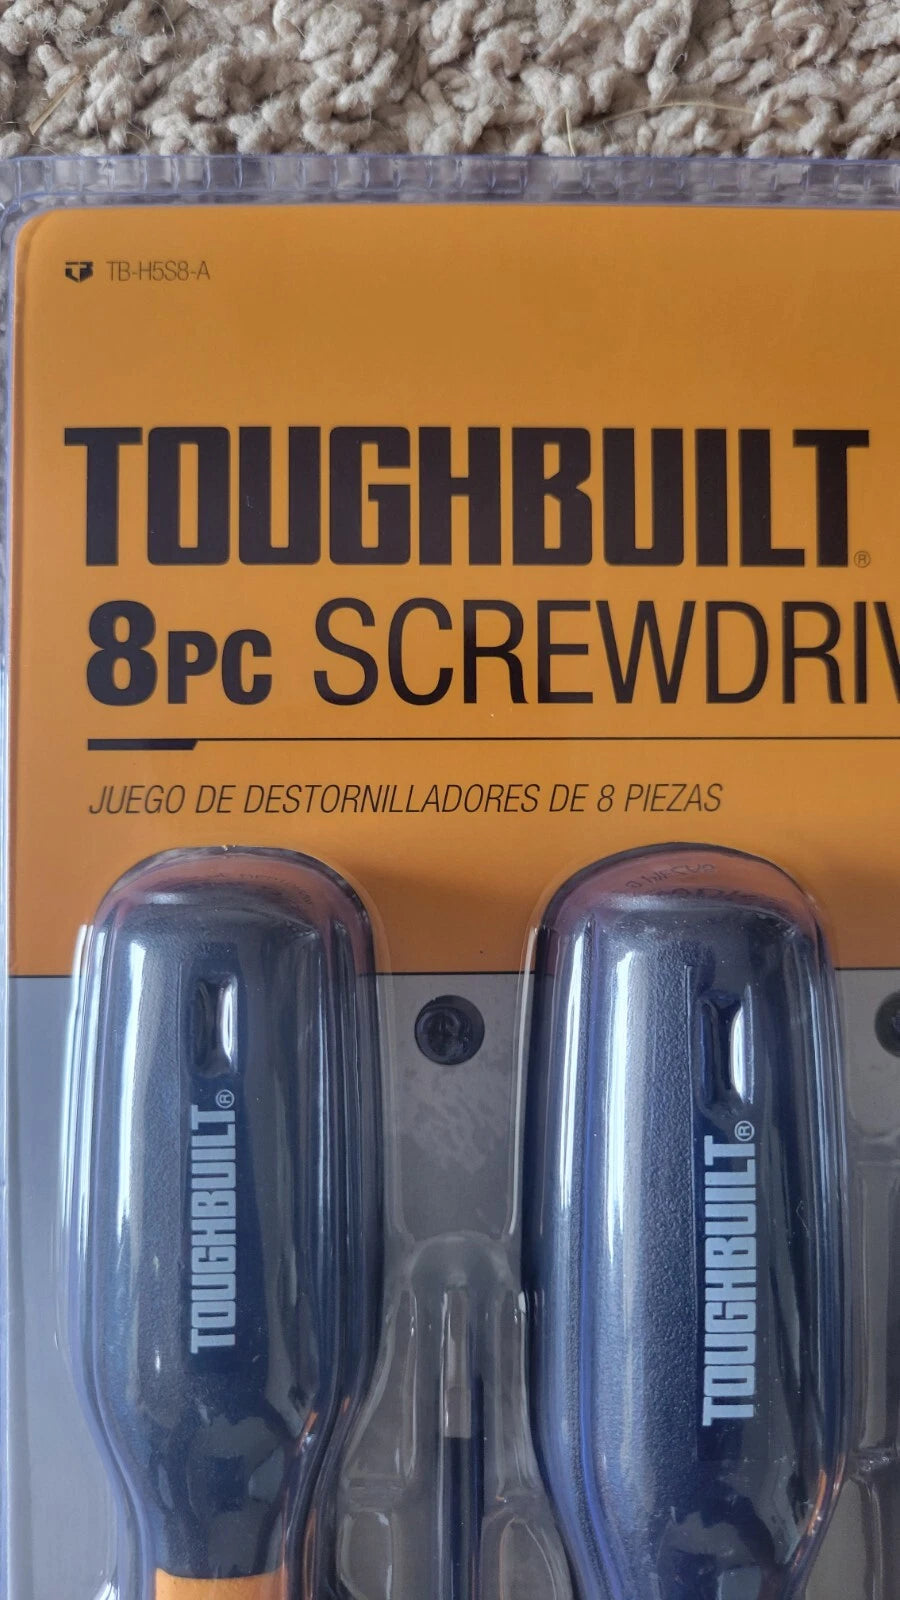 TB-H5S8-A
TOUGHBUILT®
8PC SCREWDRIV
JUEGO DE DESTORNILLADORES DE 8 PIEZAS
TOUGHBUILT®
TOUGHBUILT®